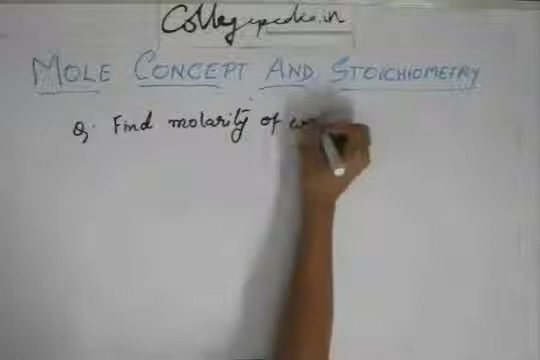 Collegepedia.in
MOLE CONCEPT AND STOICHIOMETRY
Q. Find molarity of